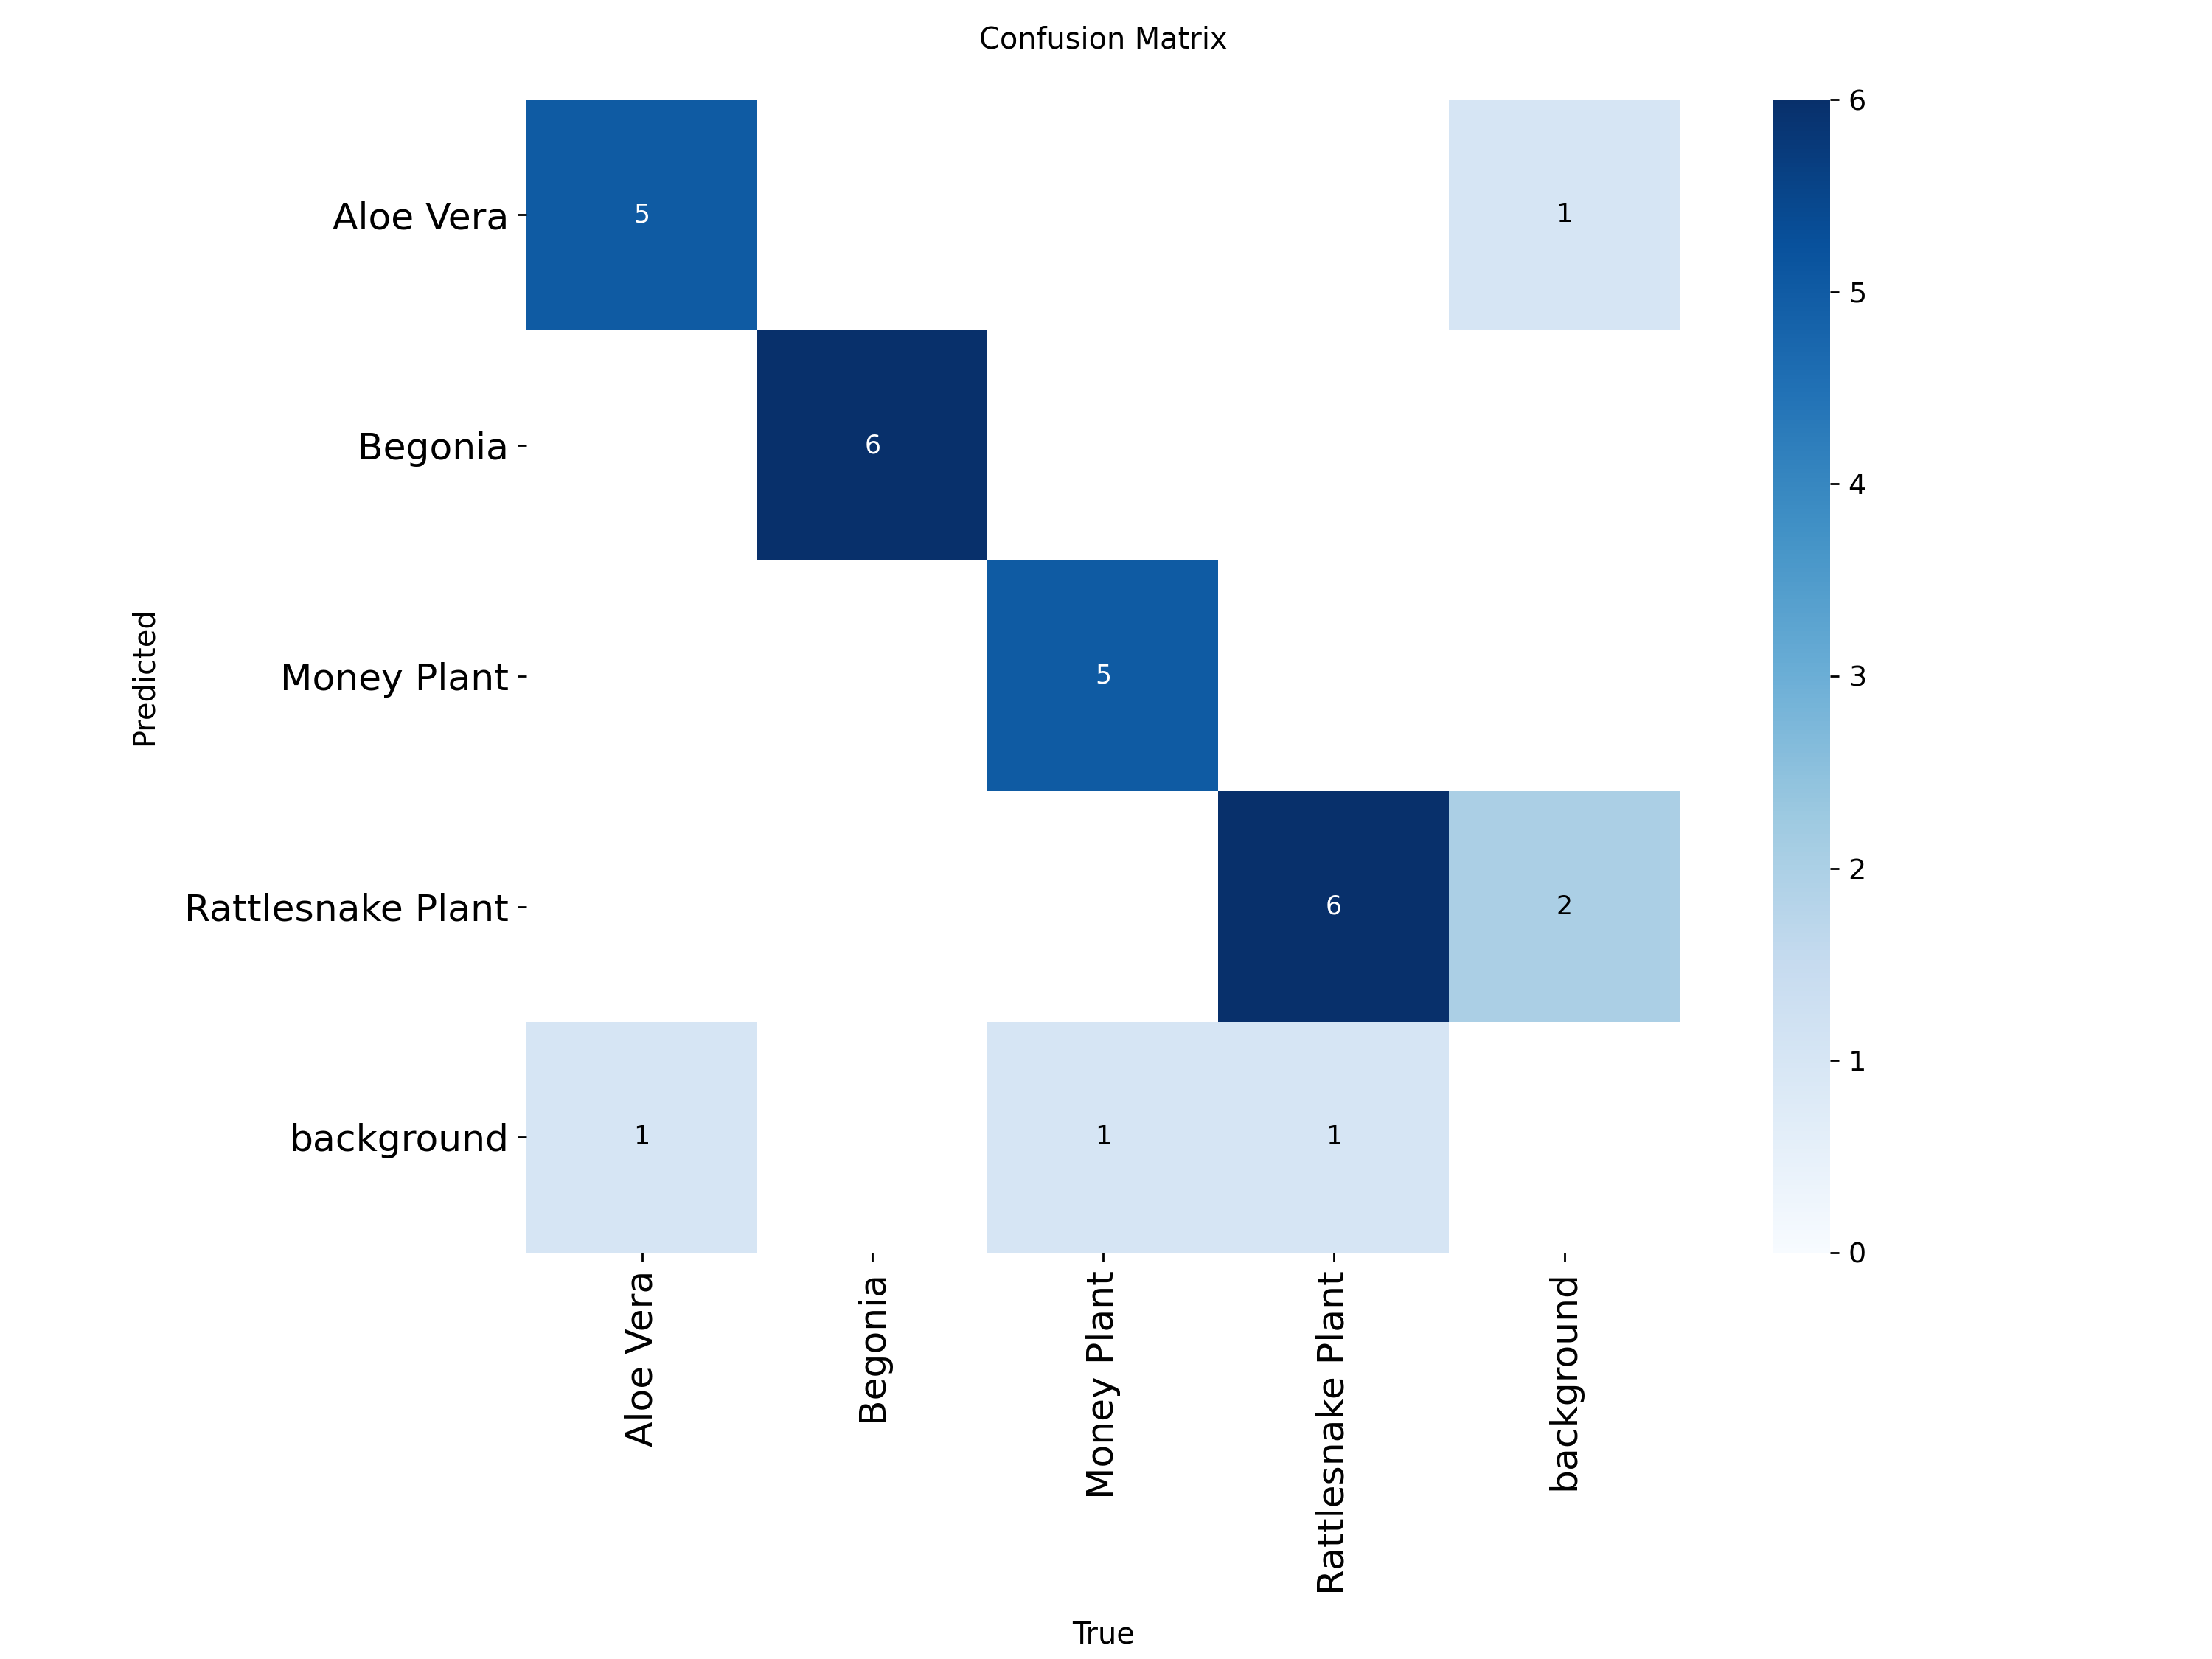 Confusion Matrix
Predicted
Aloe Vera
Begonia
Money Plant
Rattlesnake Plant
background
5
1
6
5
6
2
1
1
1
Aloe Vera
Begonia
Money Plant
Rattlesnake Plant
background
True
6
5
4
3
2
1
0